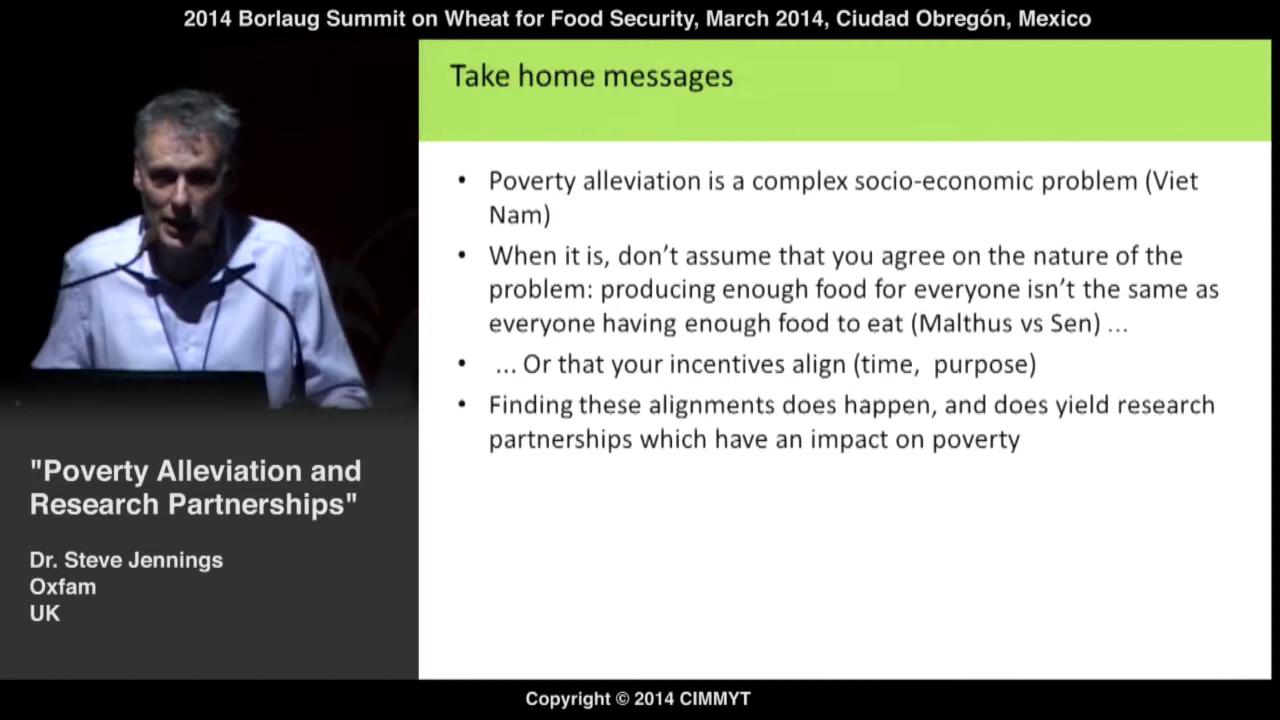 2014 Borlaug Summit on Wheat for Food Security, March 2014, Ciudad Obregón, Mexico
Take home messages
• Poverty alleviation is a complex socio-economic problem (Viet
Nam)
• When it is, don’t assume that you agree on the nature of the
problem: producing enough food for everyone isn’t the same as
everyone having enough food to eat (Malthus vs Sen) ...
• ... Or that your incentives align (time, purpose)
• Finding these alignments does happen, and does yield research
partnerships which have an impact on poverty
"Poverty Alleviation and
Research Partnerships"
Dr. Steve Jennings
Oxfam
UK
Copyright © 2014 CIMMYT